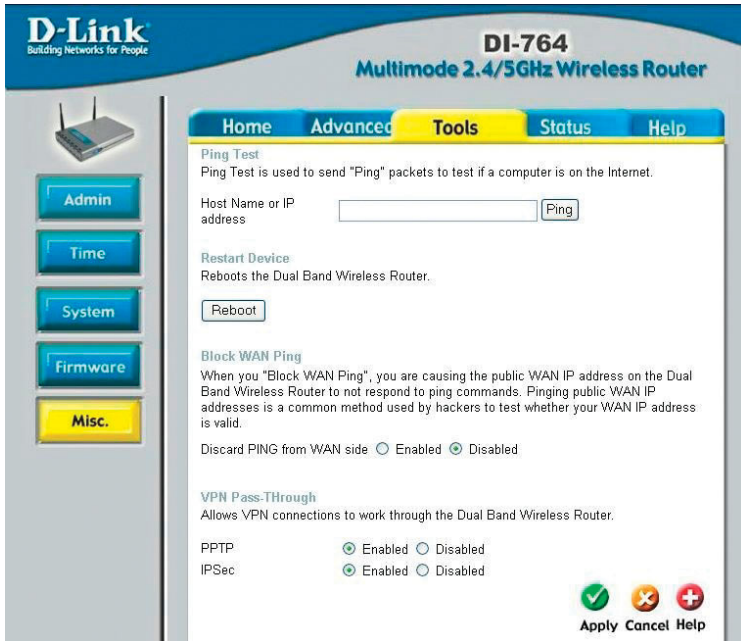 D-Link
Building Networks for People
DI-764
Multimode 2.4/5GHz Wireless Router
Home Advanced Tools Status Help
Admin
Time
System
Firmware
Misc.
Ping Test
Ping Test is used to send "Ping" packets to test if a computer is on the Internet.
Host Name or IP
address
Ping
Restart Device
Reboots the Dual Band Wireless Router.
Reboot
Block WAN Ping
When you "Block WAN Ping", you are causing the public WAN IP address on the Dual
Band Wireless Router to not respond to ping commands. Pinging public WAN IP
addresses is a common method used by hackers to test whether your WAN IP address
is valid.
Discard PING from WAN side Enabled Disabled
VPN Pass-THrough
Allows VPN connections to work through the Dual Band Wireless Router.
PPTP Enabled Disabled
IPSec Enabled Disabled
Apply Cancel Help